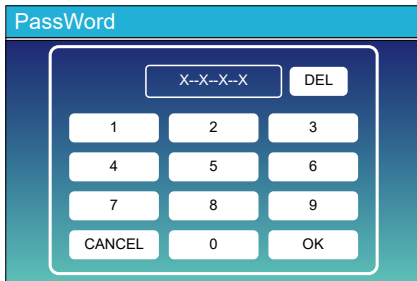 PassWord
X--X--X--X DEL
1 2 3
4 5 6
7 8 9
CANCEL 0 OK